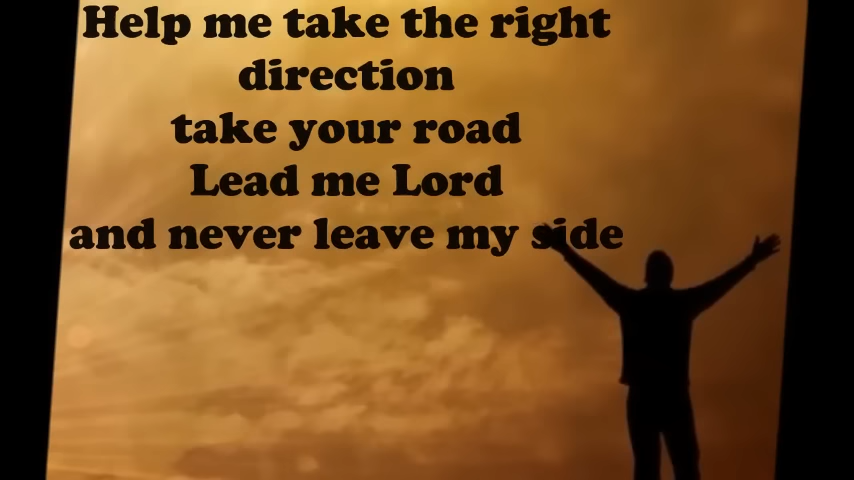 Help me take the right
direction
take your road
Lead me Lord
and never leave my side